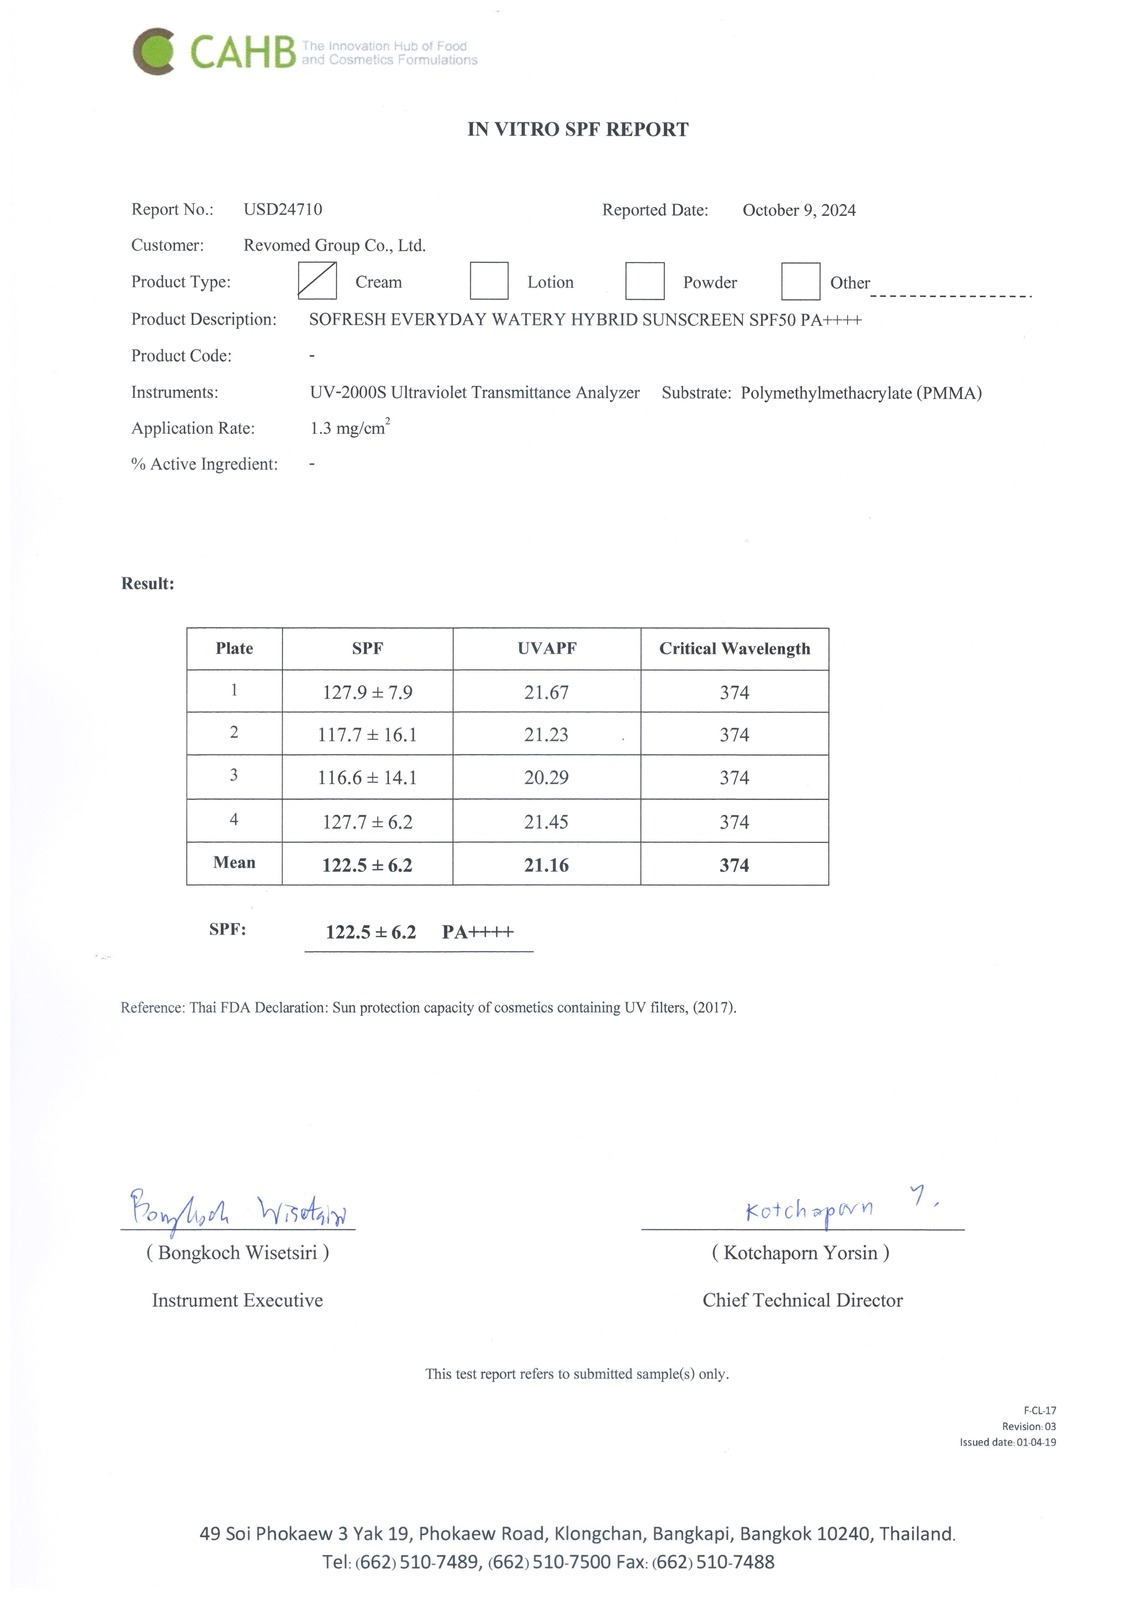 CAHB The Innovation Hub of Food
and Cosmetics Formulations
IN VITRO SPF REPORT
Report No.: USD24710 Reported Date: October 9, 2024
Customer: Revomed Group Co., Ltd.
Product Type: Cream Lotion Powder Other
Product Description: SOFRESH EVERYDAY WATERY HYBRID SUNSCREEN SPF50 PA++++
Product Code: -
Instruments: UV-2000S Ultraviolet Transmittance Analyzer Substrate: Polymethylmethacrylate (PMMA)
Application Rate: 1.3 mg/cm²
% Active Ingredient: -
Result:
Plate SPF UVAPF Critical Wavelength
1 127.9 ± 7.9 21.67 374
2 117.7 ± 16.1 21.23 374
3 116.6 ± 14.1 20.29 374
4 127.7 ± 6.2 21.45 374
Mean 122.5 ± 6.2 21.16 374
SPF: 122.5 ± 6.2 PA++++
Reference: Thai FDA Declaration: Sun protection capacity of cosmetics containing UV filters, (2017).
Bongkoch Wisetsiri Kotchaporn Y.
( Bongkoch Wisetsiri ) ( Kotchaporn Yorsin )
Instrument Executive Chief Technical Director
This test report refers to submitted sample(s) only.
F-CL-17
Revision: 03
Issued date: 01-04-19
49 Soi Phokaew 3 Yak 19, Phokaew Road, Klongchan, Bangkapi, Bangkok 10240, Thailand.
Tel: (662) 510-7489, (662) 510-7500 Fax: (662) 510-7488